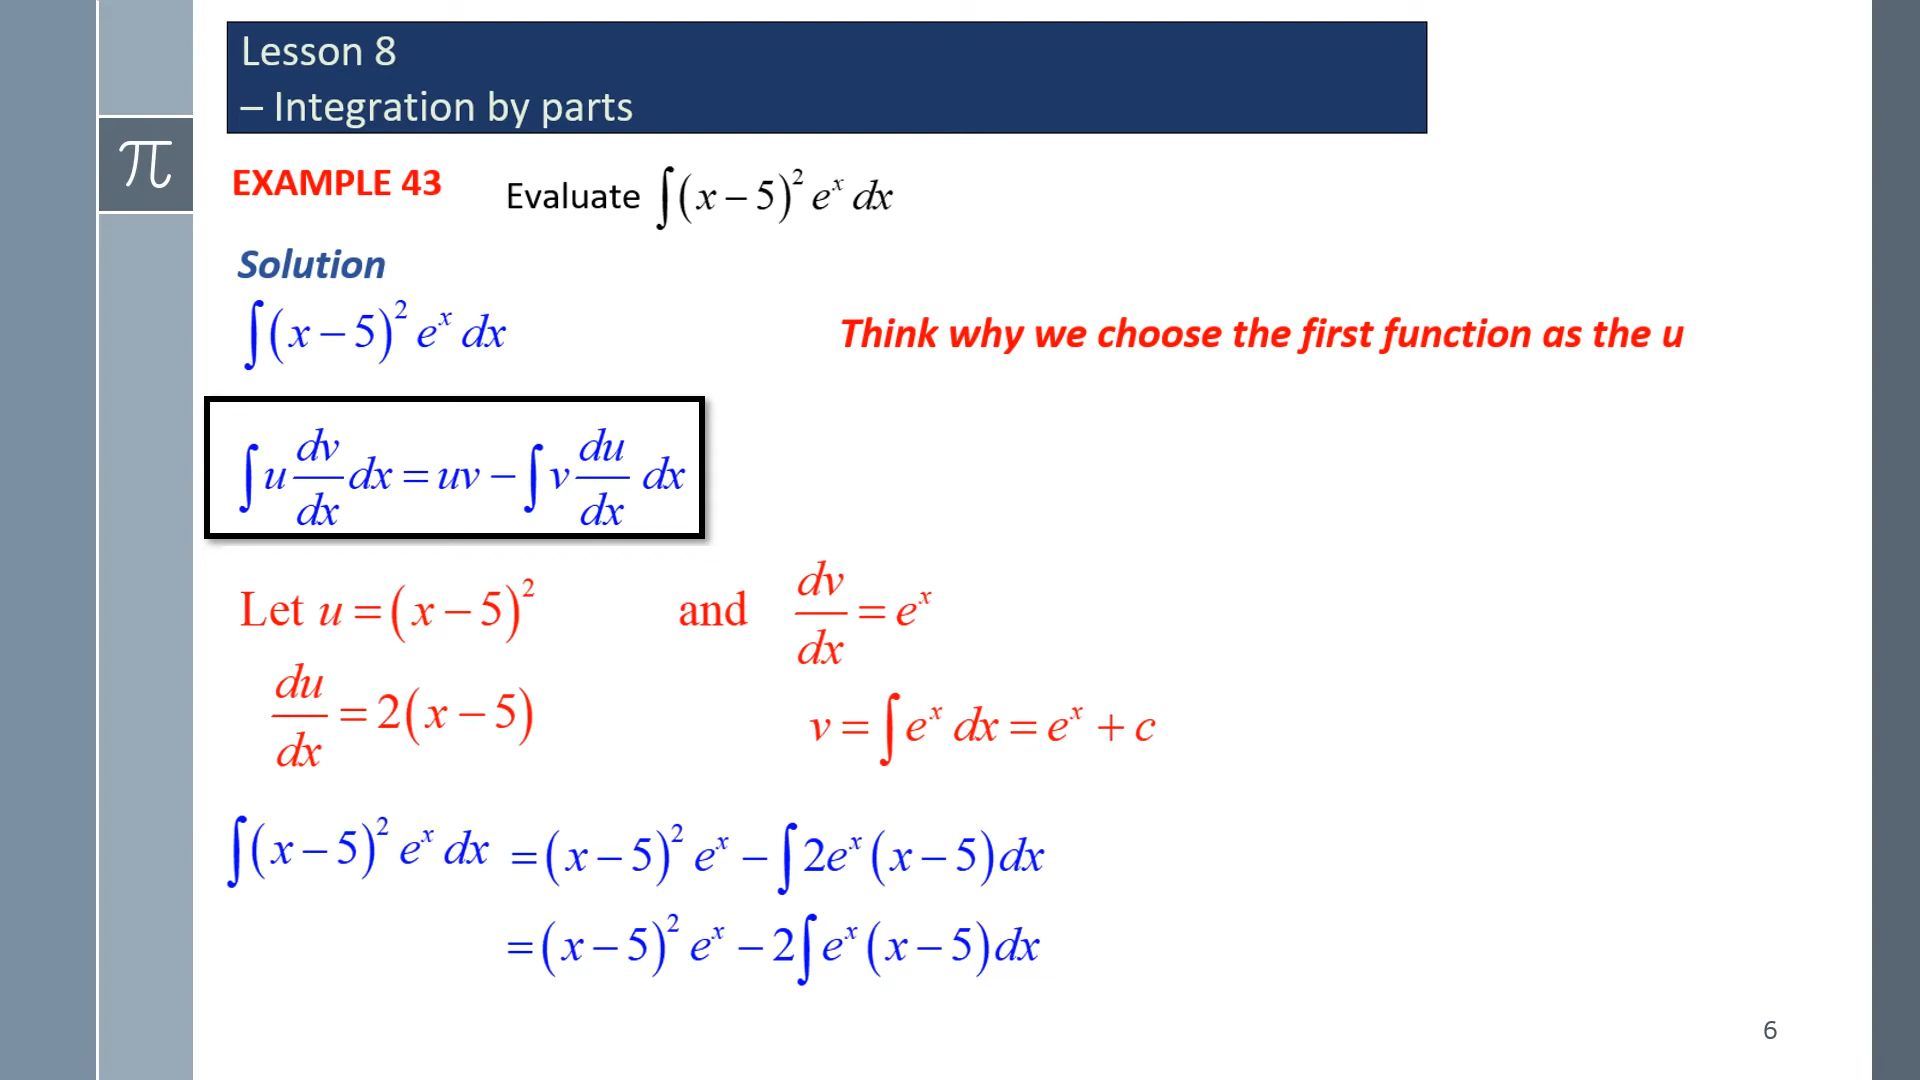 Lesson 8
– Integration by parts
π
EXAMPLE 43 Evaluate ∫(x − 5)² eˣ dx
Solution
∫(x − 5)² eˣ dx
Think why we choose the first function as the u
∫ u dv/dx dx = uv − ∫ v du/dx dx
Let u = (x − 5)² and dv/dx = eˣ
du/dx = 2(x − 5) v = ∫ eˣ dx = eˣ + c
∫(x − 5)² eˣ dx = (x − 5)² eˣ − ∫ 2eˣ (x − 5) dx
= (x − 5)² eˣ − 2∫ eˣ (x − 5) dx
6